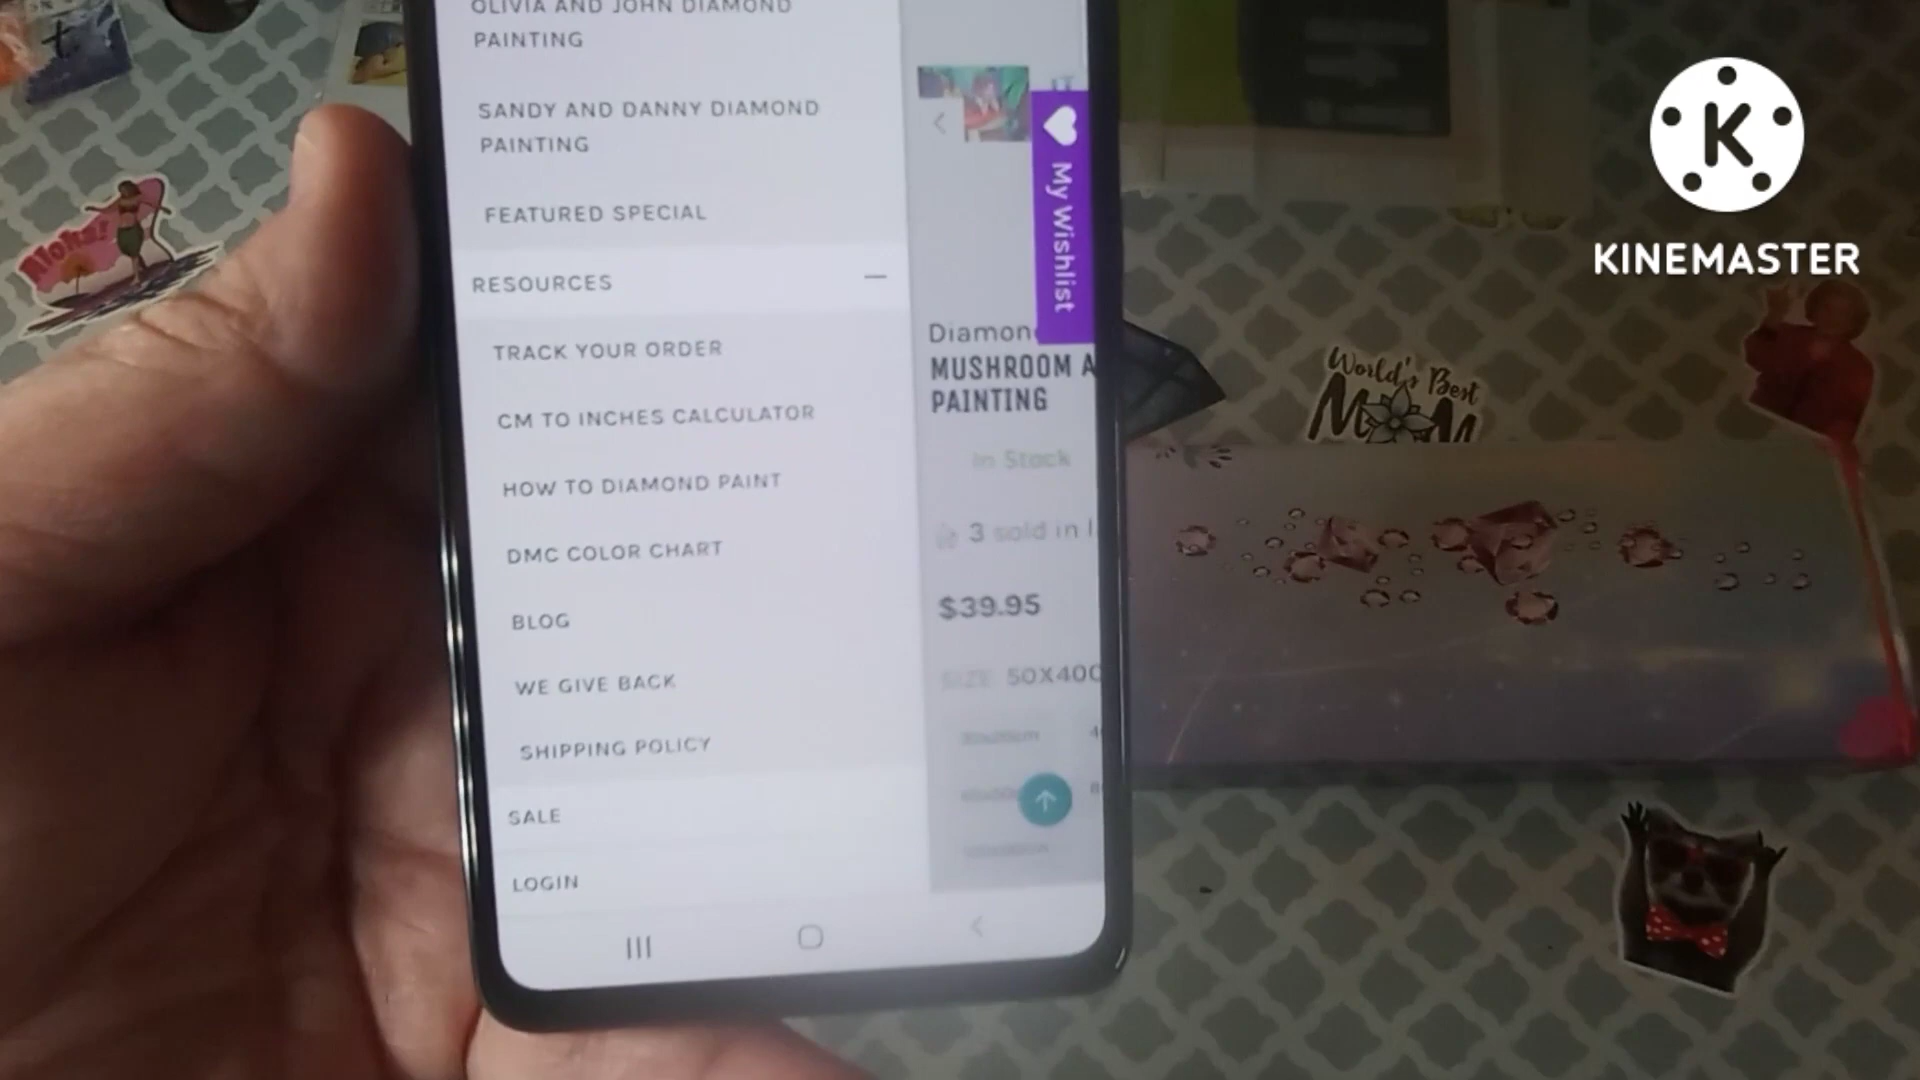 OLIVIA AND JOHN DIAMOND
PAINTING
SANDY AND DANNY DIAMOND
PAINTING
FEATURED SPECIAL
RESOURCES
TRACK YOUR ORDER
CM TO INCHES CALCULATOR
HOW TO DIAMOND PAINT
DMC COLOR CHART
BLOG
WE GIVE BACK
SHIPPING POLICY
SALE
LOGIN
My Wishlist
Diamon
MUSHROOM A
PAINTING
In Stock
3 sold in l
$39.95
SIZE 50X40C
K
KINEMASTER
Aloha!
World's Best
MOM